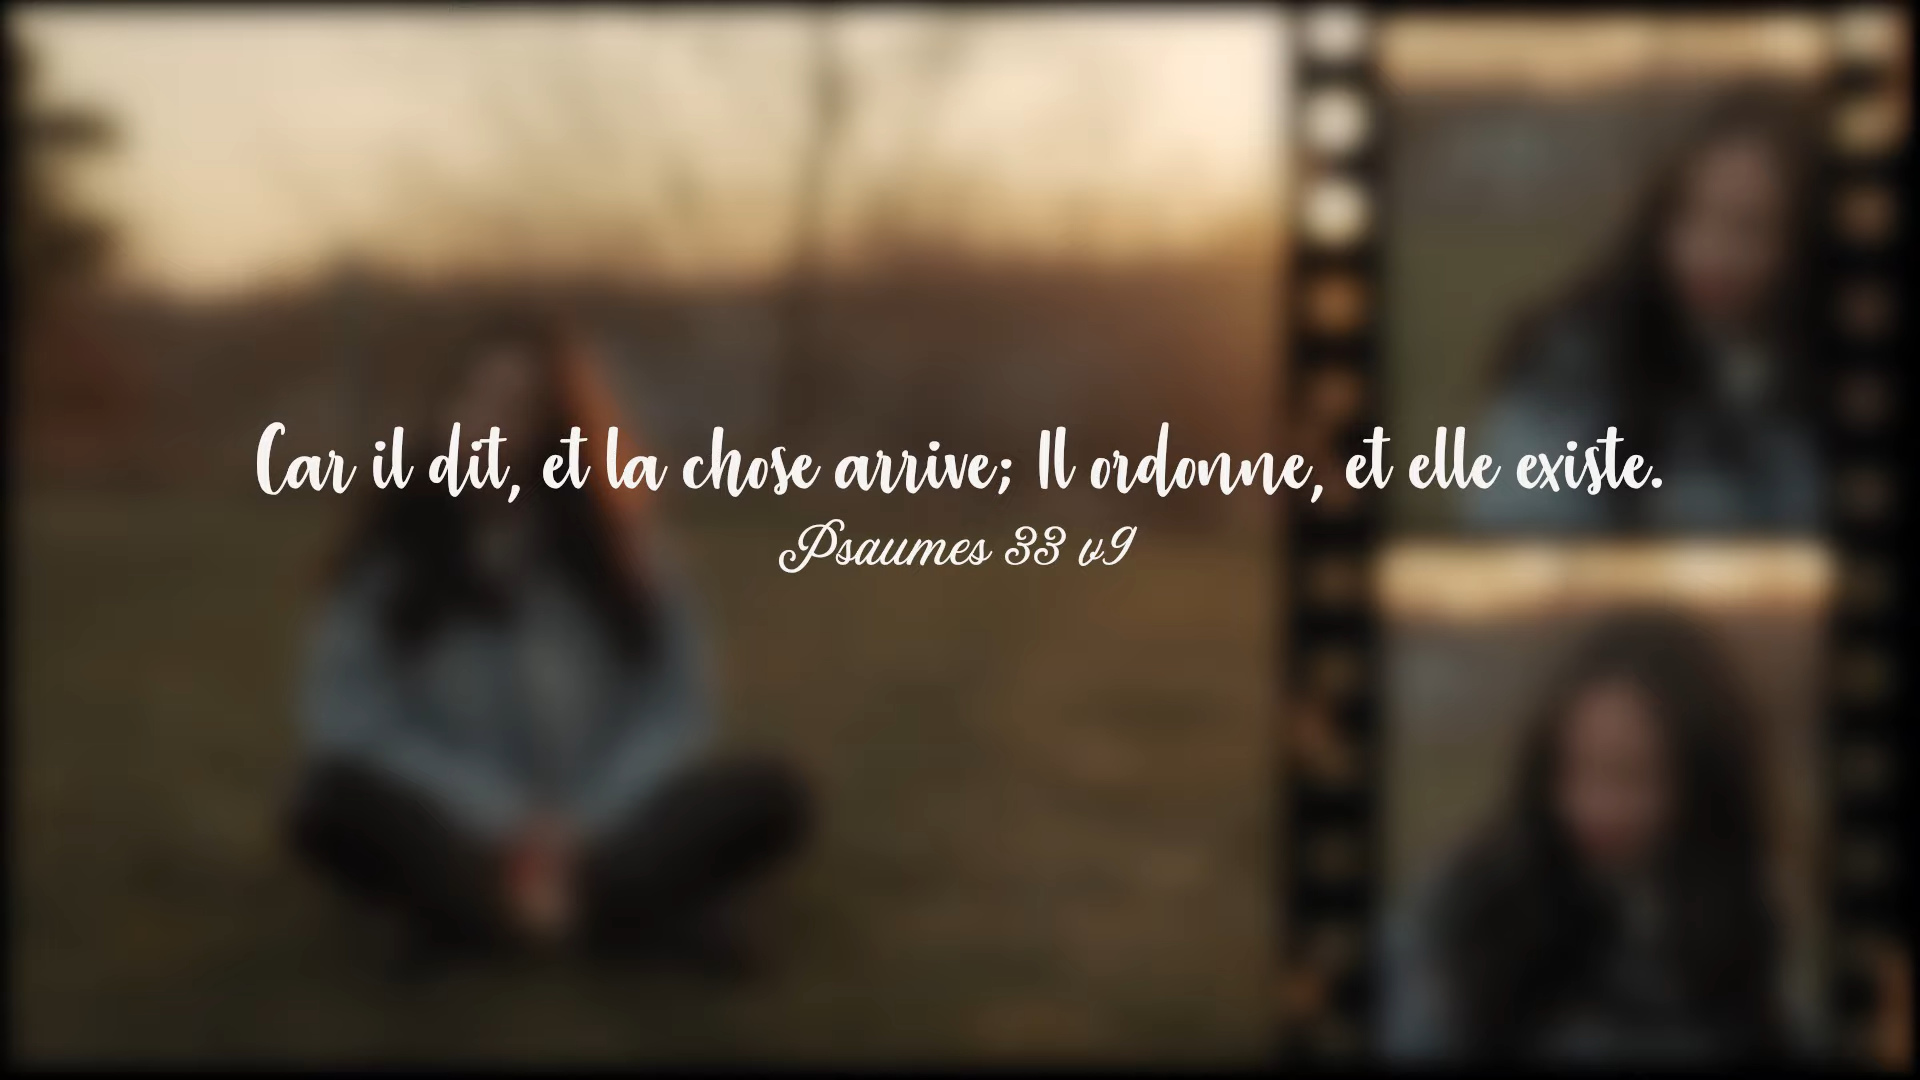 Car il dit, et la chose arrive; Il ordonne, et elle existe.
Psaumes 33 v9